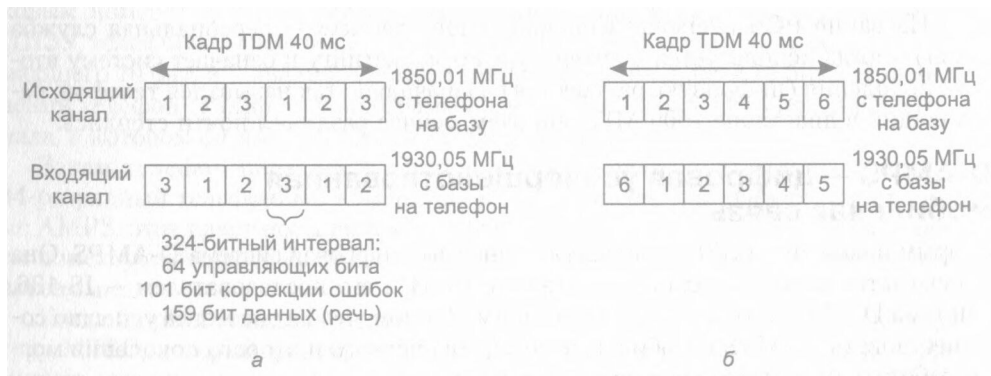 Кадр TDM 40 мс
Исходящий канал
1 2 3 1 2 3
1850,01 МГц
с телефона
на базу
Входящий канал
3 1 2 3 1 2
1930,05 МГц
с базы
на телефон
324-битный интервал:
64 управляющих бита
101 бит коррекции ошибок
159 бит данных (речь)
а
Кадр TDM 40 мс
1 2 3 4 5 6
1850,01 МГц
с телефона
на базу
6 1 2 3 4 5
1930,05 МГц
с базы
на телефон
б